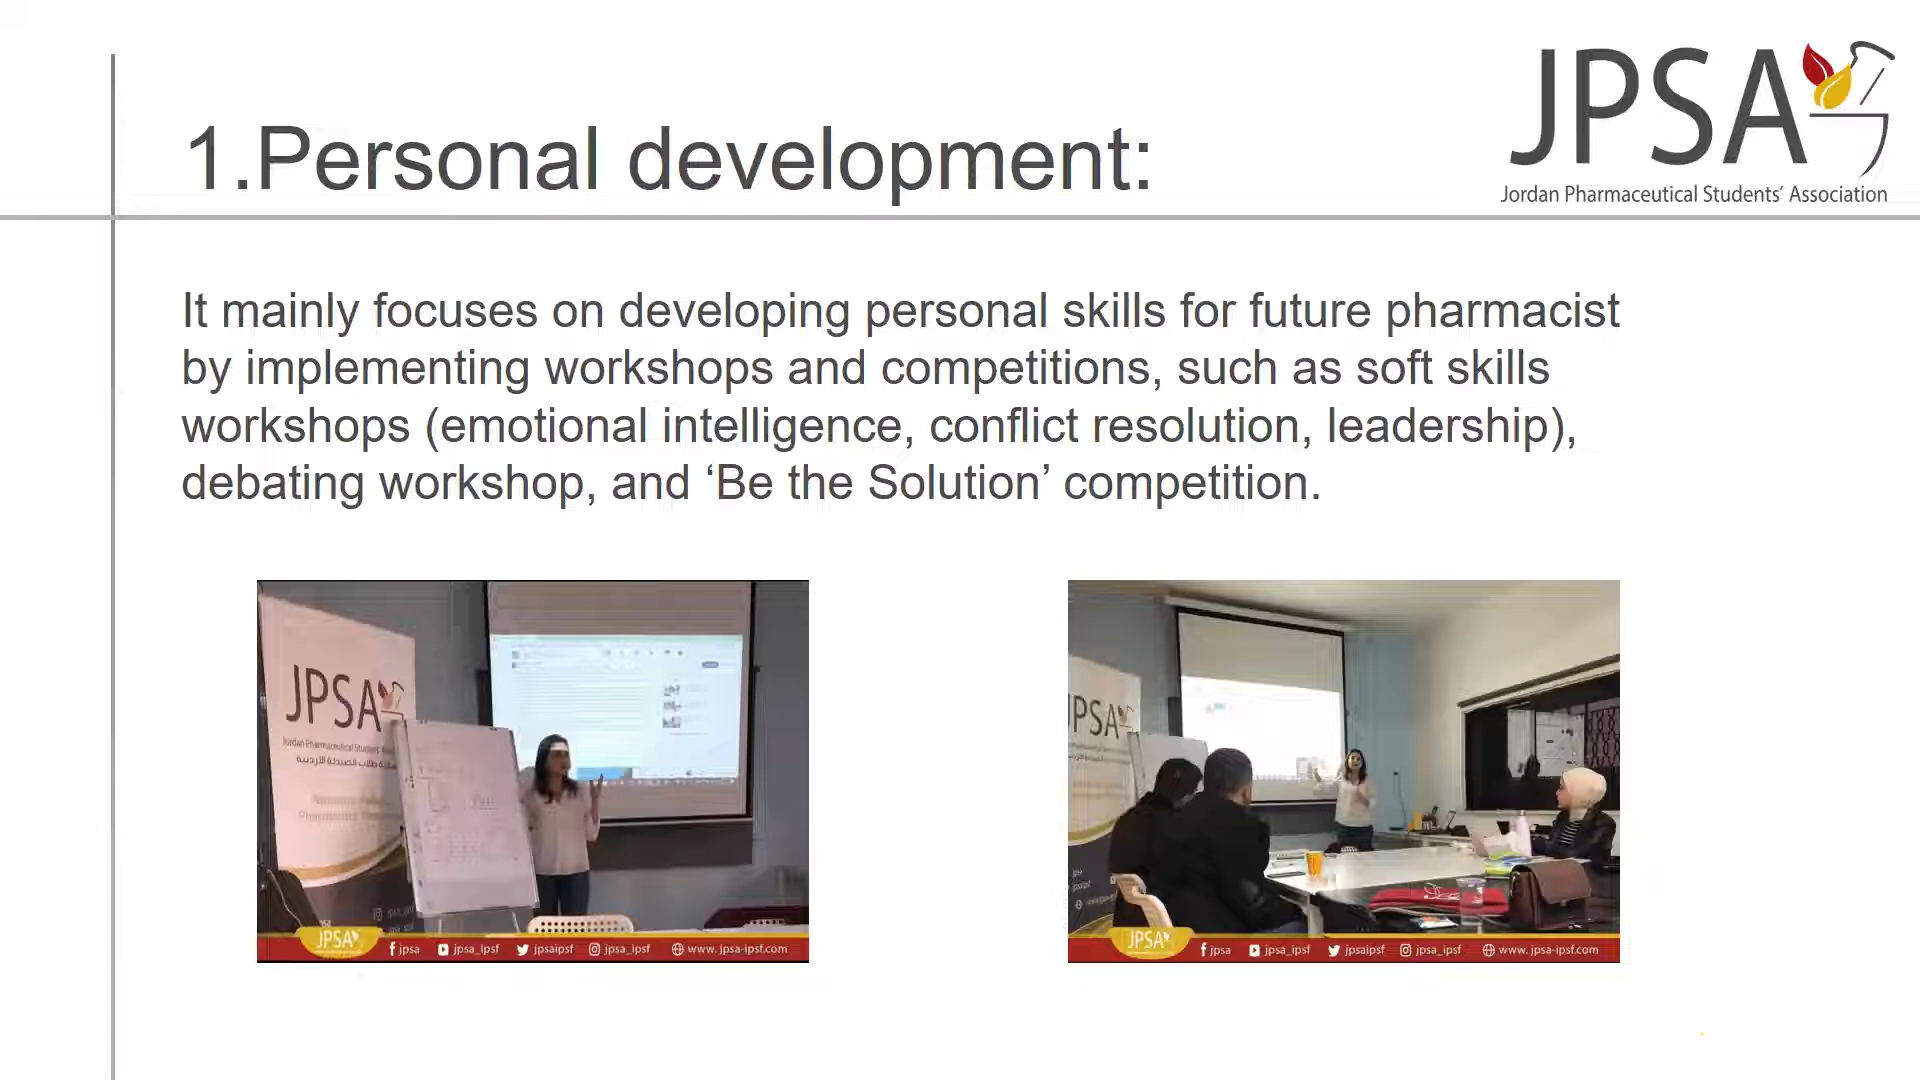 JPSA
Jordan Pharmaceutical Students' Association
1.Personal development:
It mainly focuses on developing personal skills for future pharmacist
by implementing workshops and competitions, such as soft skills
workshops (emotional intelligence, conflict resolution, leadership),
debating workshop, and ‘Be the Solution’ competition.
JPSA
Jordan Pharmaceutical Students'
JPSA
jpsa
jpsa_ipsf
jpsaipsf
jpsa_ipsf
www.jpsa-ipsf.com
JPSA
JPSA
jpsa
jpsa_ipsf
jpsaipsf
jpsa_ipsf
www.jpsa-ipsf.com